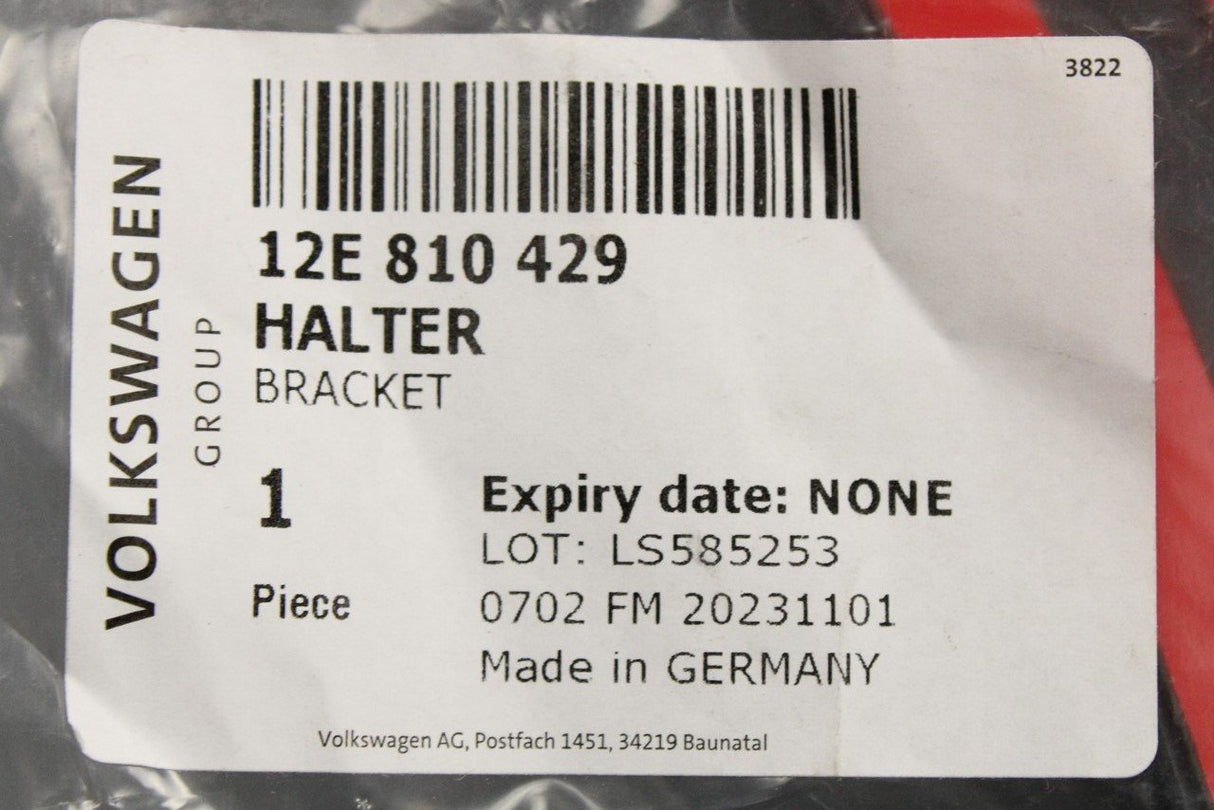 3822
VOLKSWAGEN
GROUP
12E 810 429
HALTER
BRACKET
1
Piece
Expiry date: NONE
LOT: LS585253
0702 FM 20231101
Made in GERMANY
Volkswagen AG, Postfach 1451, 34219 Baunatal